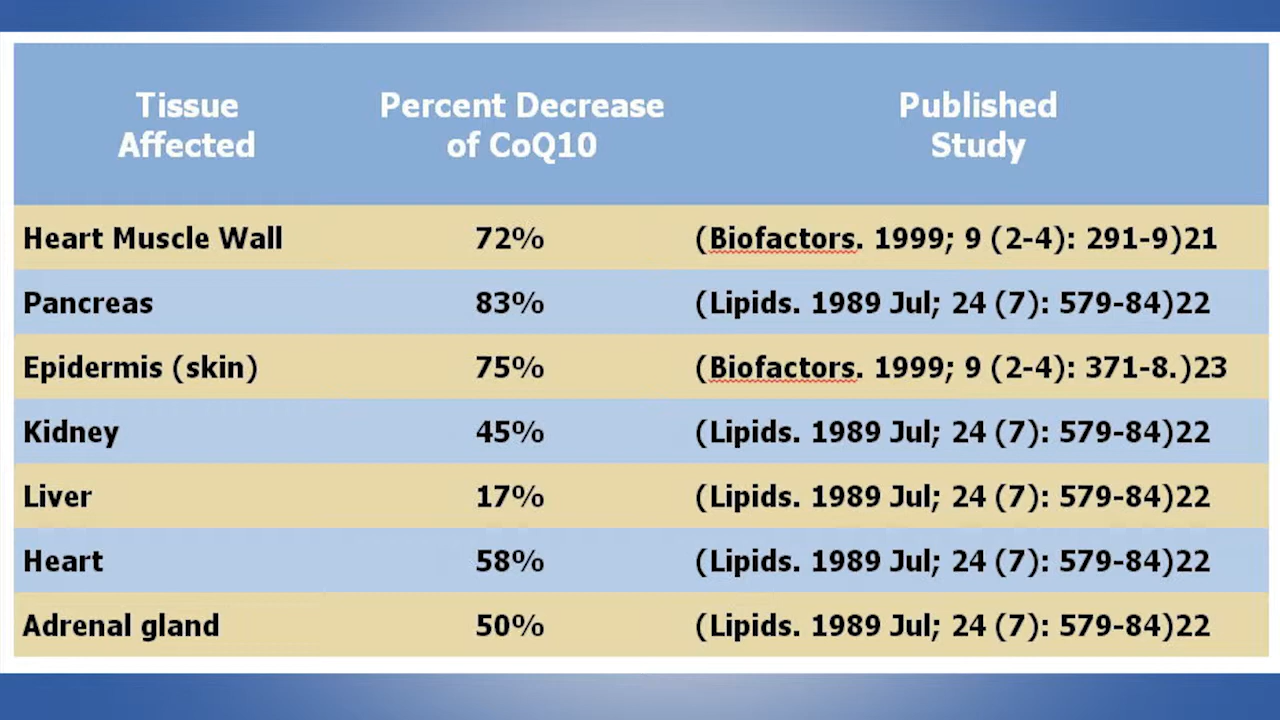 Tissue Affected
Percent Decrease of CoQ10
Published Study
Heart Muscle Wall 72% (Biofactors. 1999; 9 (2-4): 291-9)21
Pancreas 83% (Lipids. 1989 Jul; 24 (7): 579-84)22
Epidermis (skin) 75% (Biofactors. 1999; 9 (2-4): 371-8.)23
Kidney 45% (Lipids. 1989 Jul; 24 (7): 579-84)22
Liver 17% (Lipids. 1989 Jul; 24 (7): 579-84)22
Heart 58% (Lipids. 1989 Jul; 24 (7): 579-84)22
Adrenal gland 50% (Lipids. 1989 Jul; 24 (7): 579-84)22